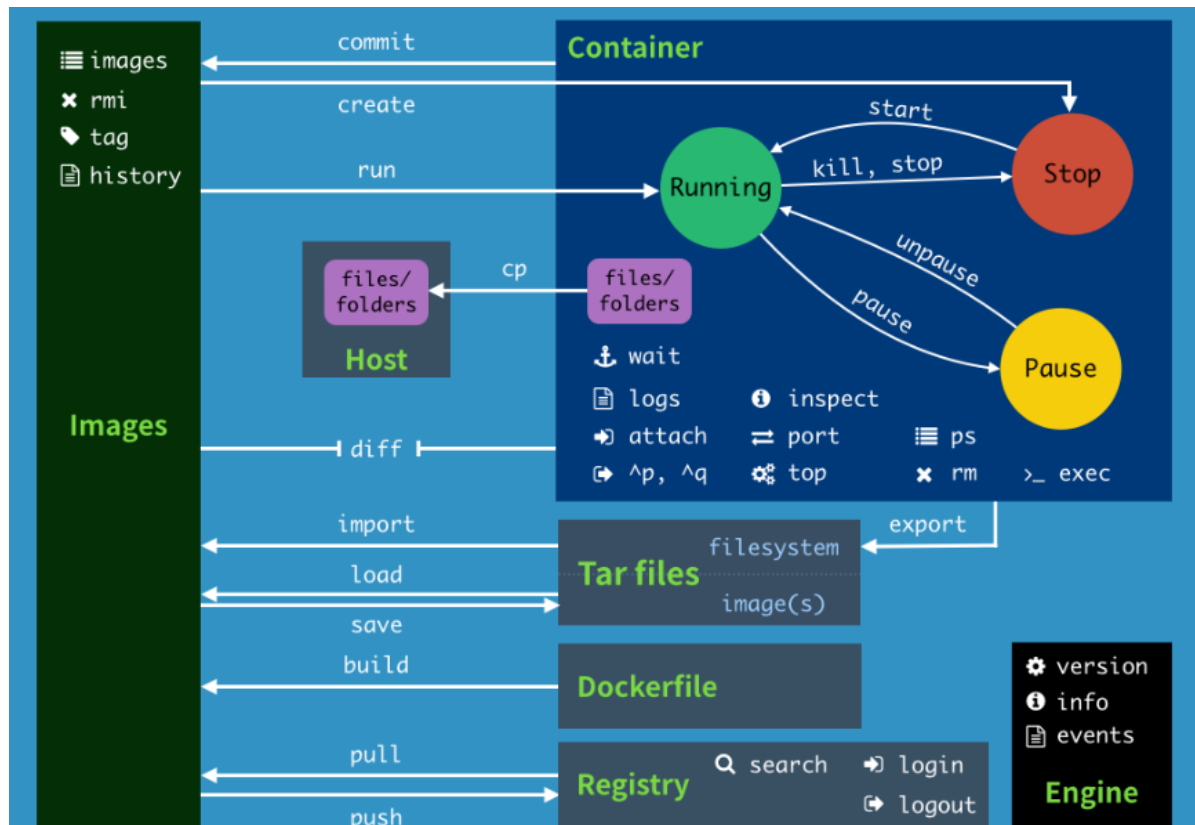 commit
Container
images
create
rmi
start
tag
run
kill, stop
Running
Stop
history
unpause
cp
files/
folders
files/
folders
pause
Host
wait
Pause
logs
inspect
Images
attach
port
ps
diff
^p, ^q
top
rm
>_ exec
import
export
filesystem
load
Tar files
image(s)
save
build
Dockerfile
version
info
events
pull
search
login
Registry
logout
Engine
push